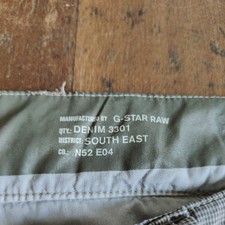 MANUFACTURED BY G-STAR RAW
QTY.: DENIM 3301
DISTRICT: SOUTH EAST
CO.: N52 E04